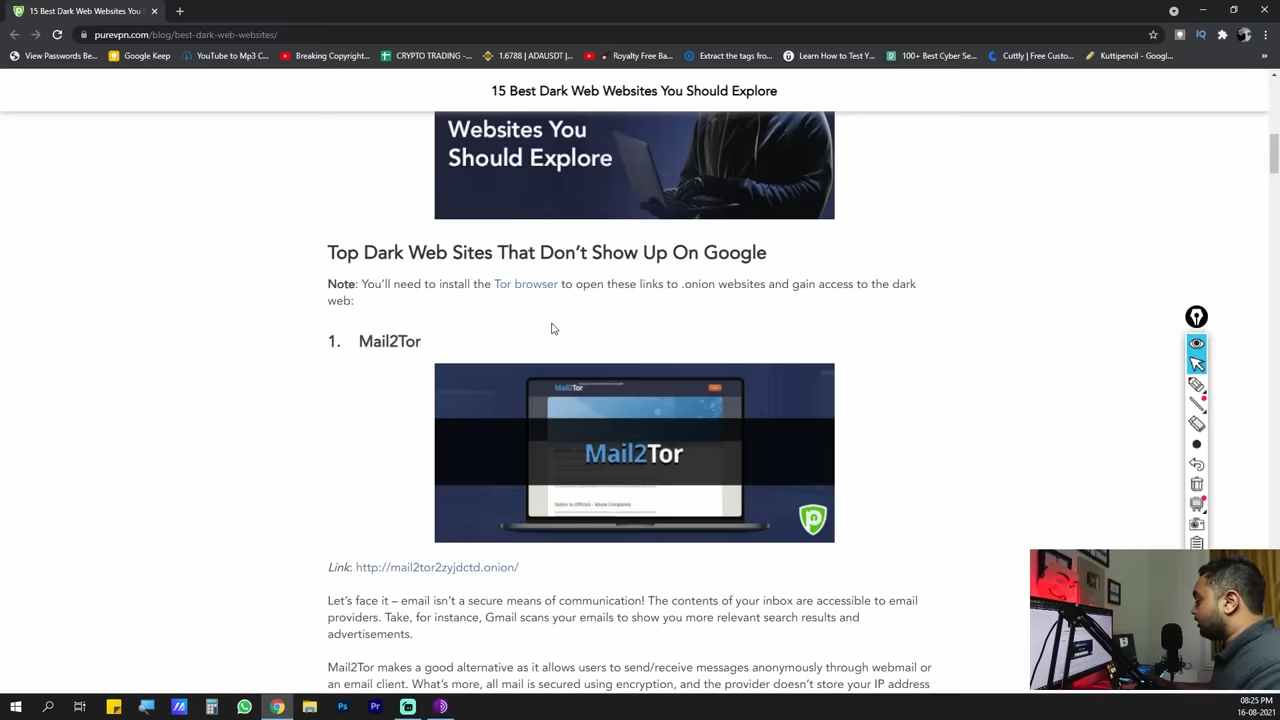 15 Best Dark Web Websites You
purevpn.com/blog/best-dark-web-websites/
View Passwords Be...
Google Keep
YouTube to Mp3 C...
Breaking Copyright...
CRYPTO TRADING -...
1.6788 | ADAUSDT |...
Royalty Free Ba...
Extract the tags fro...
Learn How to Test Y...
100+ Best Cyber Se...
Cuttly | Free Custo...
Kuttipencil - Googl...
15 Best Dark Web Websites You Should Explore
Websites You
Should Explore
Top Dark Web Sites That Don’t Show Up On Google
Note: You’ll need to install the Tor browser to open these links to .onion websites and gain access to the dark
web:
1. Mail2Tor
Mail2Tor
Mail2Tor
Notice to Officials - Abuse Complaints
Link: http://mail2tor2zyjdctd.onion/
Let’s face it – email isn’t a secure means of communication! The contents of your inbox are accessible to email
providers. Take, for instance, Gmail scans your emails to show you more relevant search results and
advertisements.
Mail2Tor makes a good alternative as it allows users to send/receive messages anonymously through webmail or
an email client. What’s more, all mail is secured using encryption, and the provider doesn’t store your IP address
08:25 PM
16-08-2021